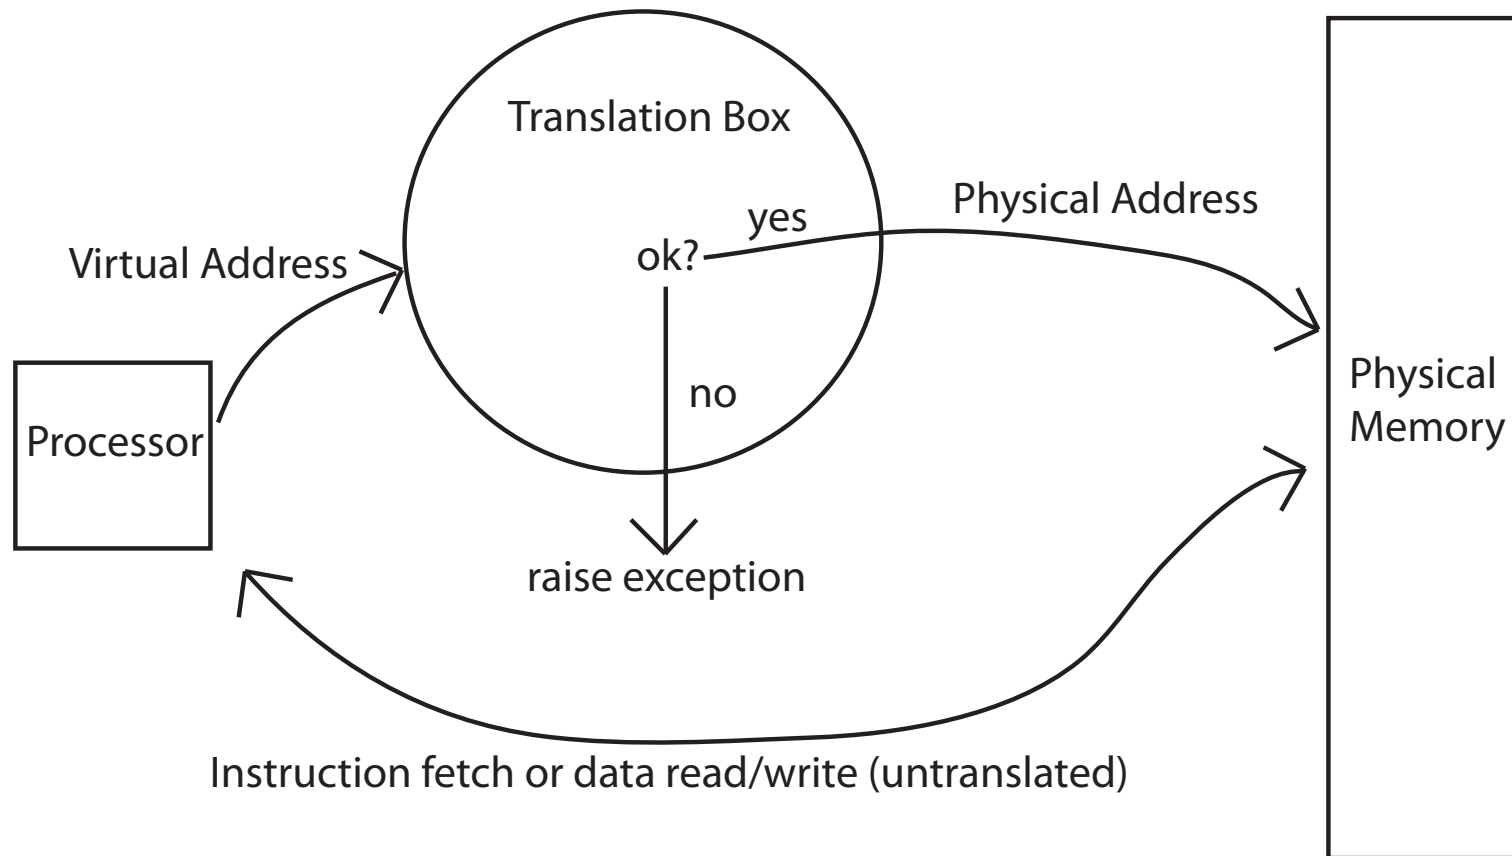 Translation Box
yes
Physical Address
ok?
Virtual Address
no
Processor
Physical
Memory
raise exception
Instruction fetch or data read/write (untranslated)